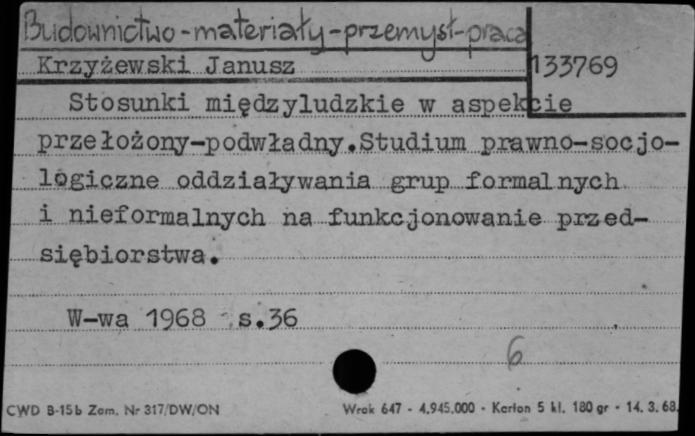 Budownictwo-materiały-przemysł-praca
Krzyżewski Janusz 133769
Stosunki międzyludzkie w aspekcie
przełożony-podwładny.Studium prawno-socjo-
logiczne oddziaływania grup formalnych
i nieformalnych na funkcjonowanie przed-
siębiorstwa.
W-wa 1968 s.36
6
CWD B-15b Zam. Nr 317/DW/ON Wrak 647 - 4.945.000 - Karton 5 kl. 180 gr - 14. 3. 68.